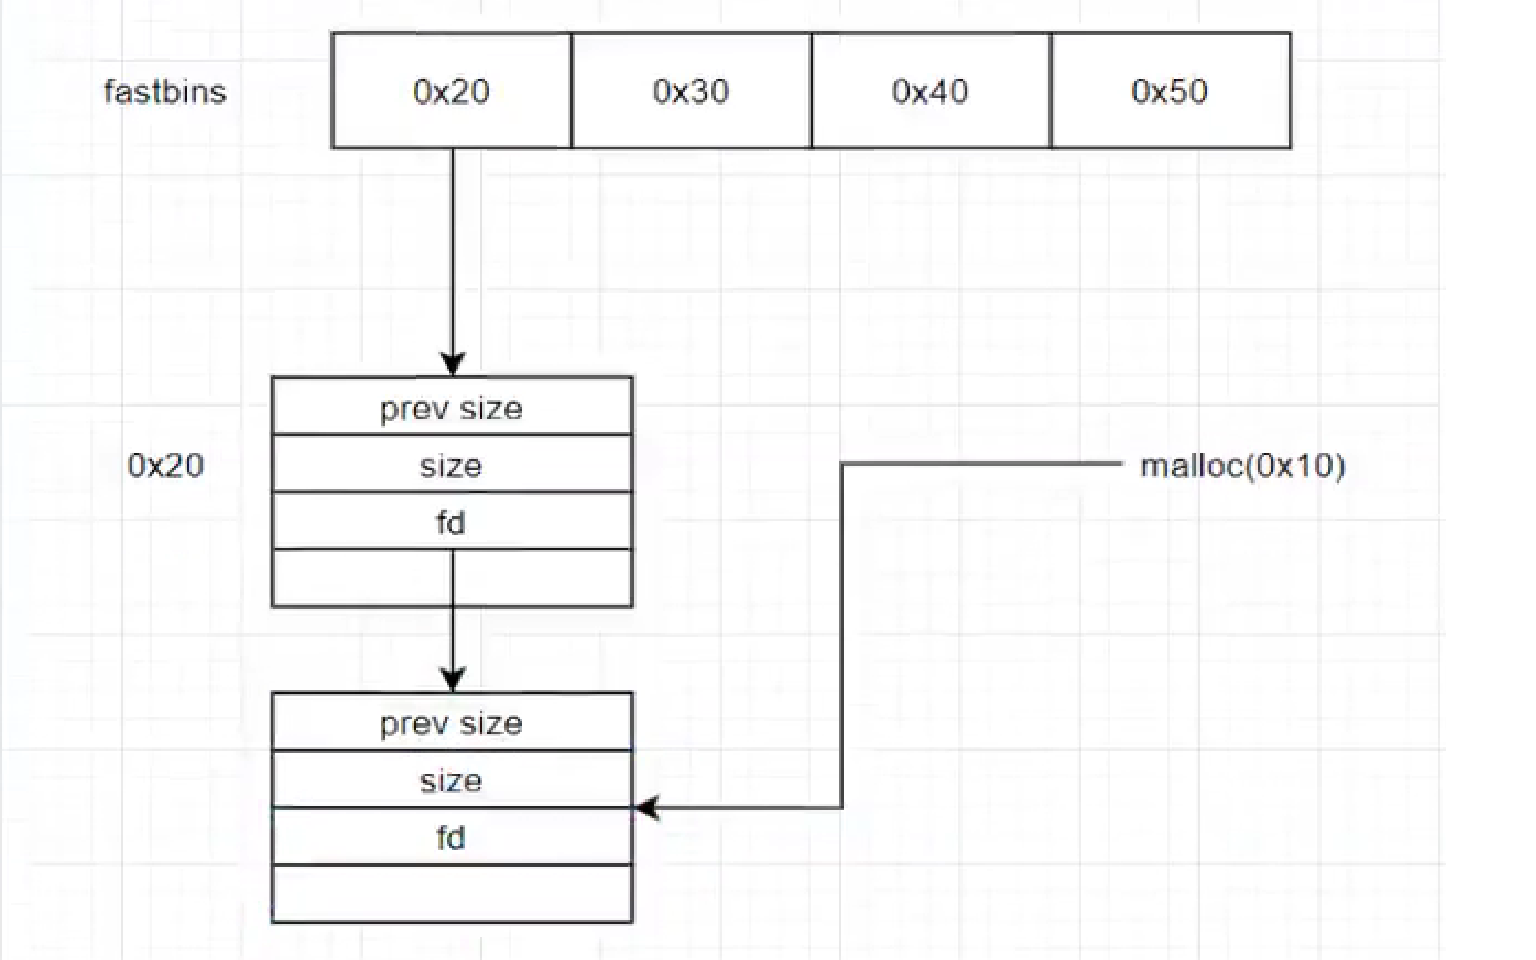 fastbins
0x20
0x30
0x40
0x50
prev size
0x20
size
malloc(0x10)
fd
prev size
size
fd